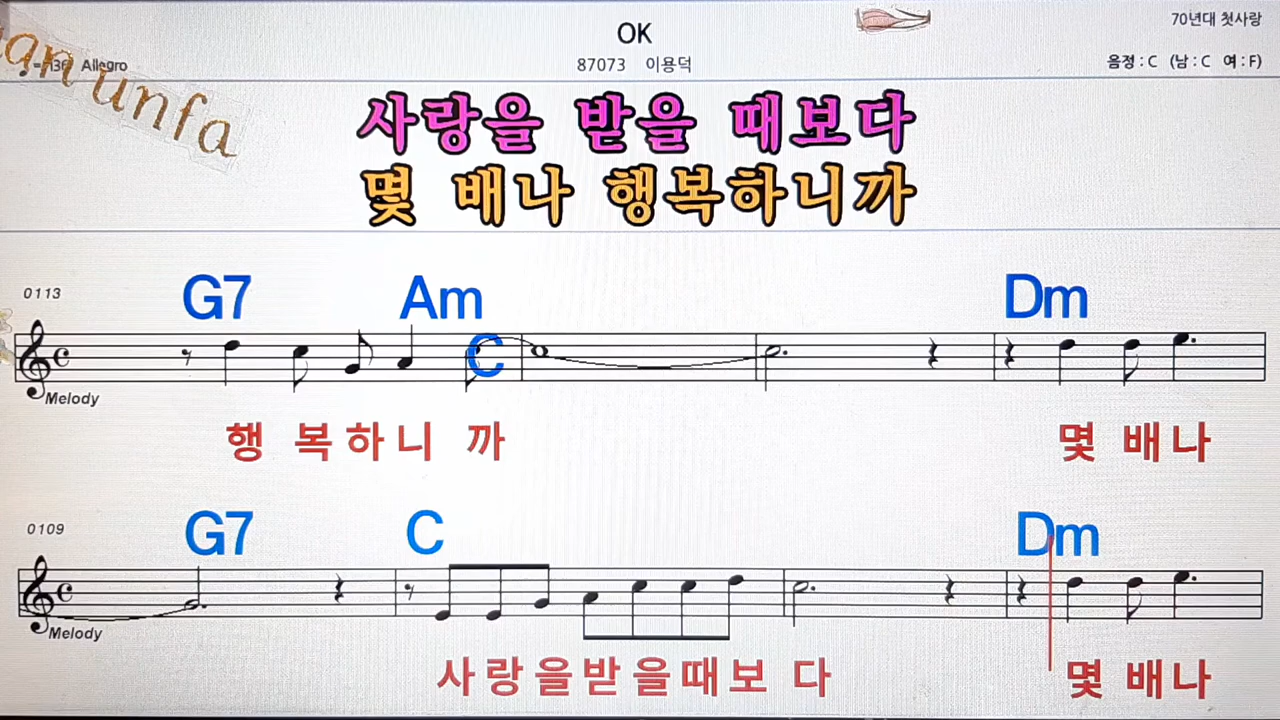 OK
70년대 첫사랑
Allegro
87073 이용덕
음정 : C (남 : C 여 : F)
unfa
사랑을 받을 때보다
몇 배나 행복하니까
0113
G7 Am C Dm
Melody
행 복 하 니 까 몇 배 나
0109
G7 C Dm
Melody
사 랑 을 받 을 때 보 다 몇 배 나